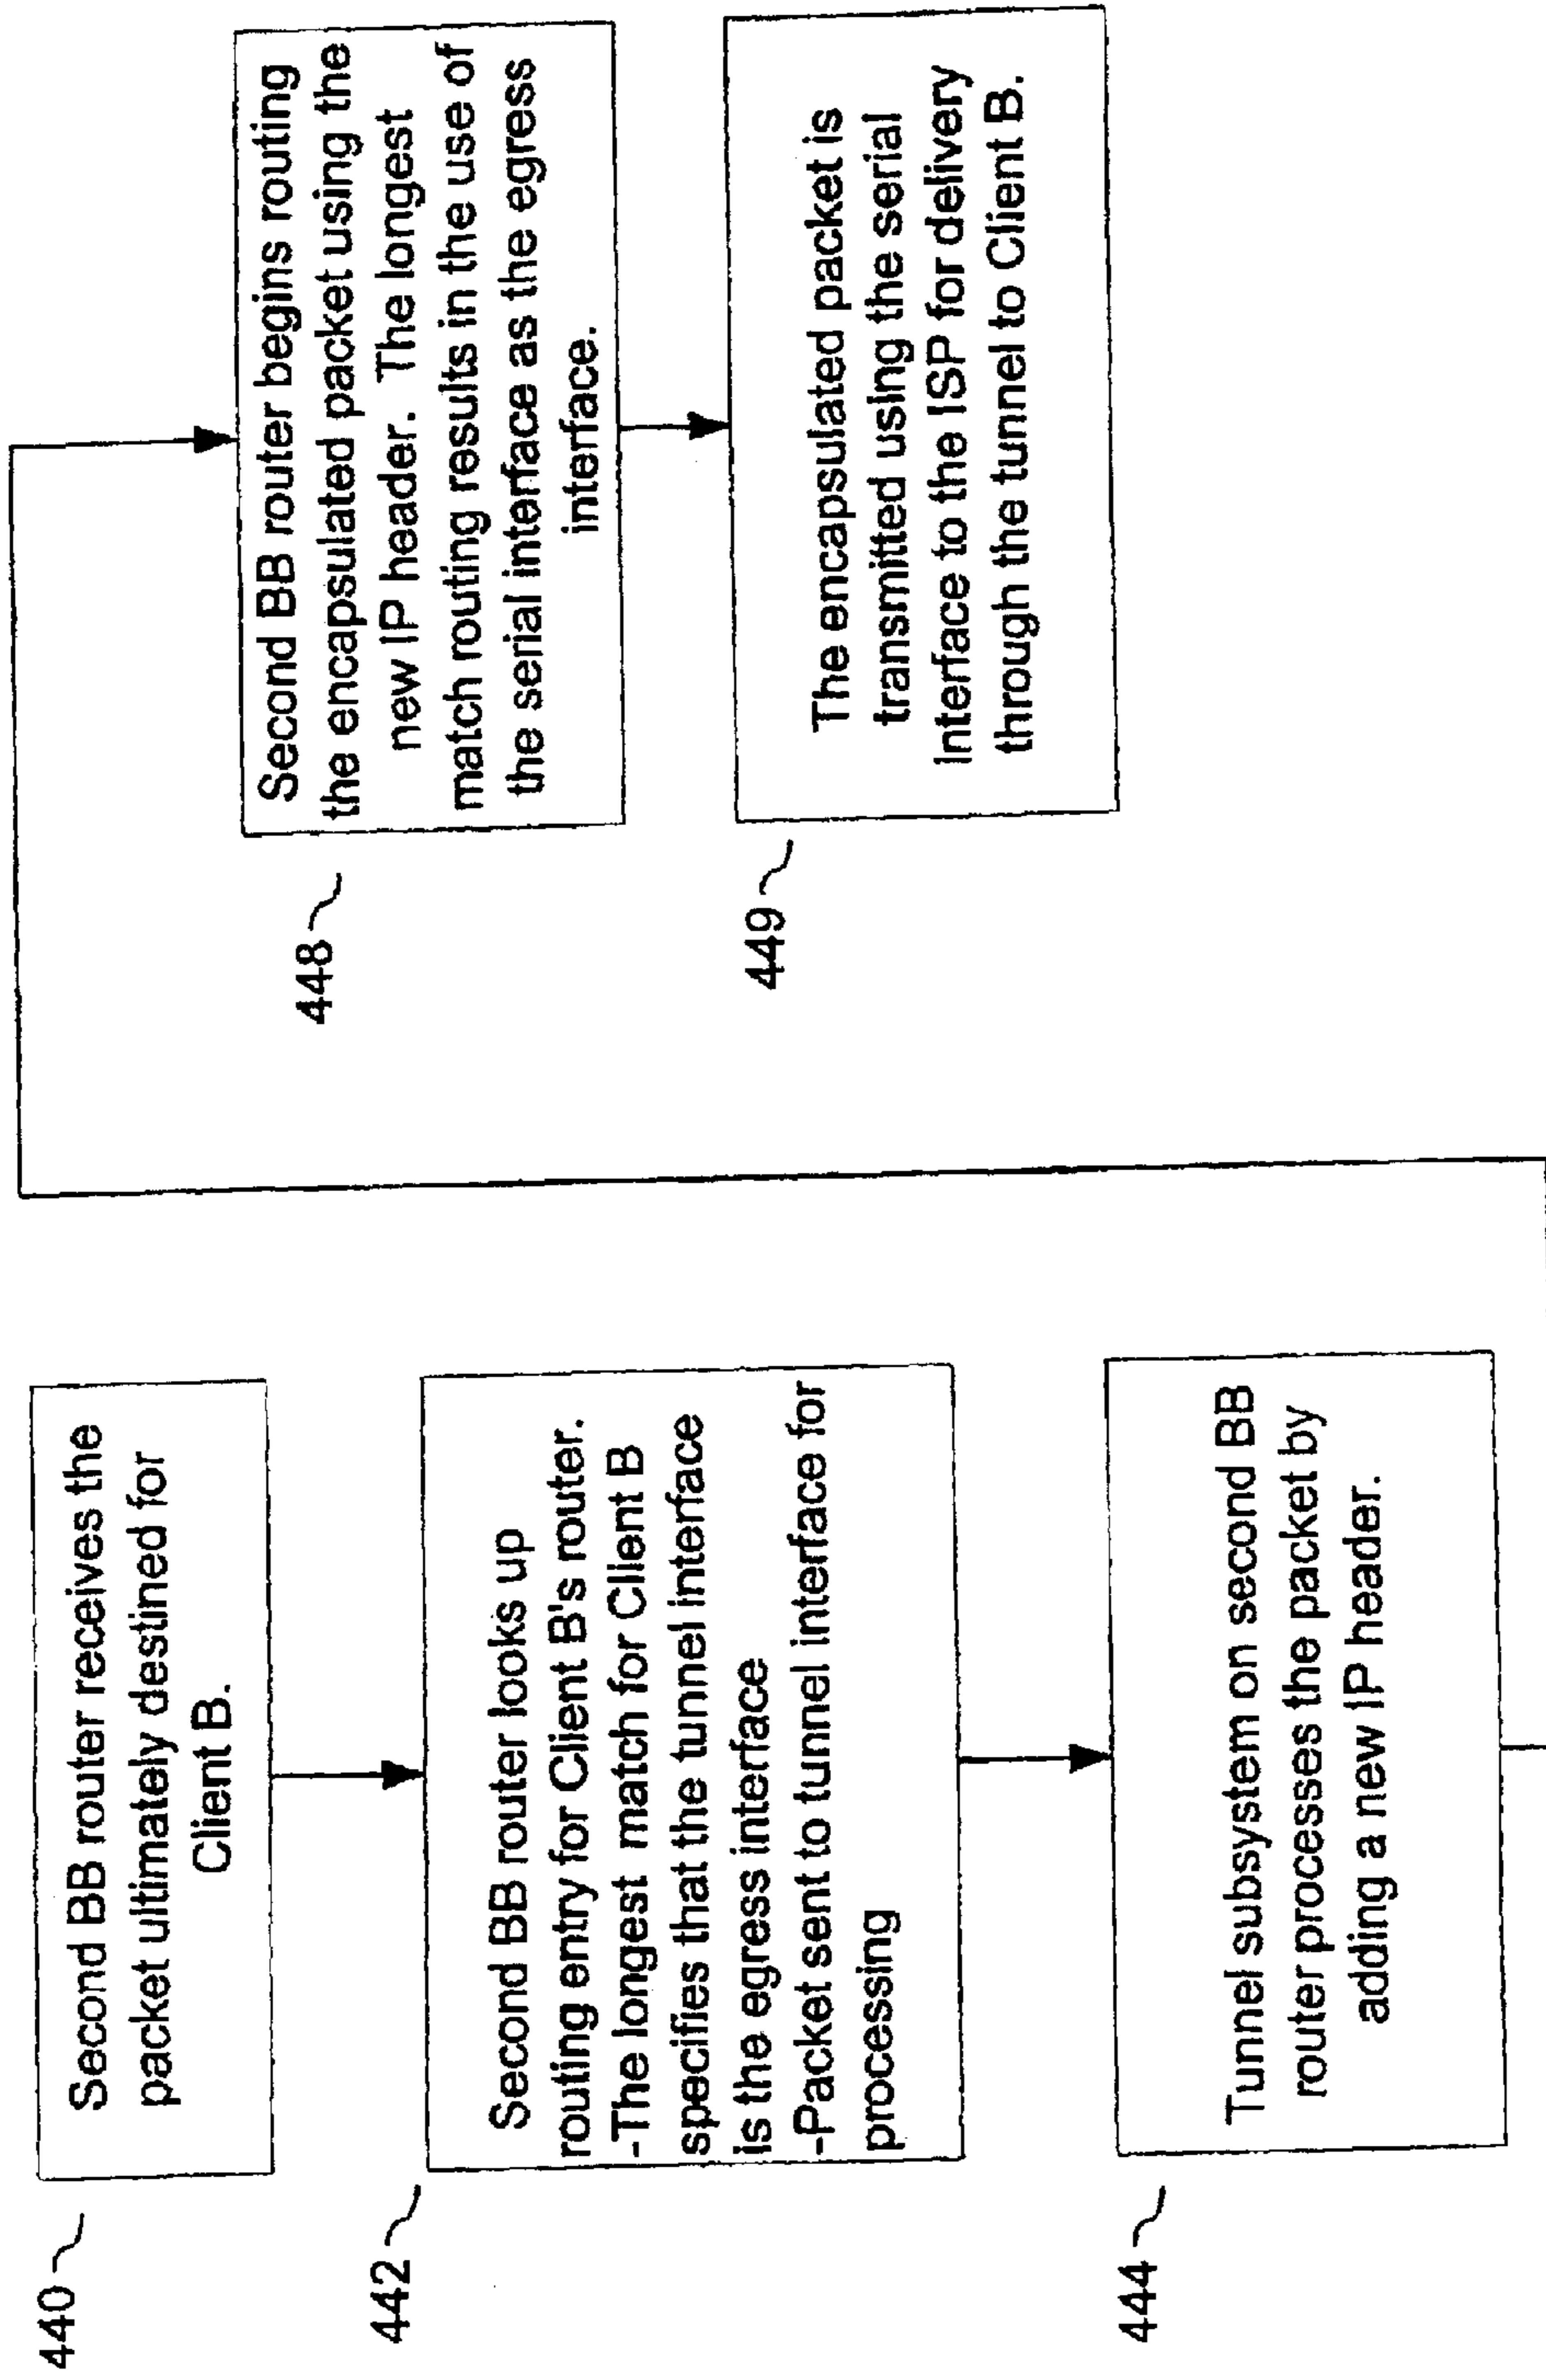 440
Second BB router receives the
packet ultimately destined for
Client B.
442
Second BB router looks up
routing entry for Client B's router.
-The longest match for Client B
specifies that the tunnel interface
is the egress interface
-Packet sent to tunnel interface for
processing
444
Tunnel subsystem on second BB
router processes the packet by
adding a new IP header.
448
Second BB router begins routing
the encapsulated packet using the
new IP header. The longest
match routing results in the use of
the serial interface as the egress
interface.
449
The encapsulated packet is
transmitted using the serial
interface to the ISP for delivery
through the tunnel to Client B.